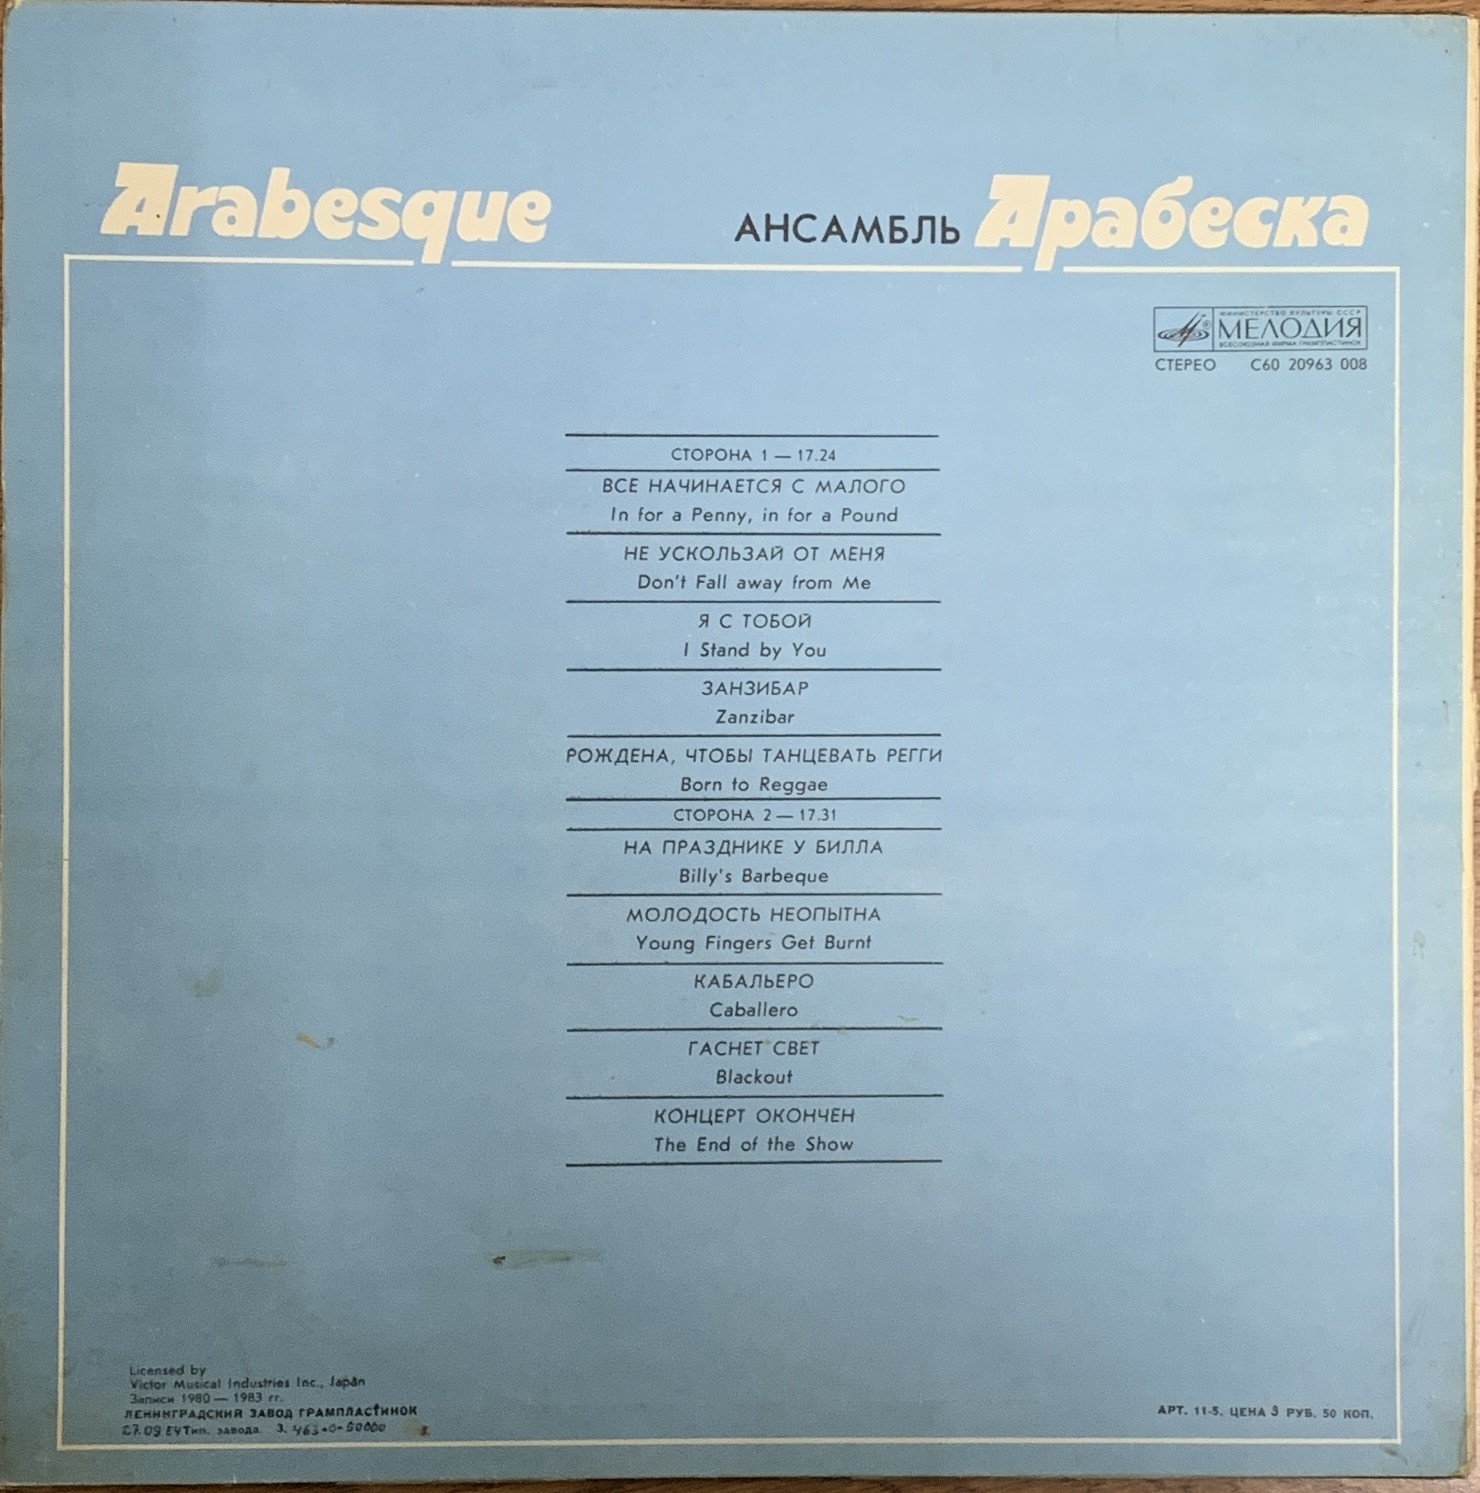 Arabesque
АНСАМБЛЬ Арабеска
МИНИСТЕРСТВО КУЛЬТУРЫ СССР
МЕЛОДИЯ
ВСЕСОЮЗНАЯ ФИРМА ГРАМПЛАСТИНОК
СТЕРЕО С60 20963 008
СТОРОНА 1 — 17.24
ВСЕ НАЧИНАЕТСЯ С МАЛОГО
In for a Penny, in for a Pound
НЕ УСКОЛЬЗАЙ ОТ МЕНЯ
Don't Fall away from Me
Я С ТОБОЙ
I Stand by You
ЗАНЗИБАР
Zanzibar
РОЖДЕНА, ЧТОБЫ ТАНЦЕВАТЬ РЕГГИ
Born to Reggae
СТОРОНА 2 — 17.31
НА ПРАЗДНИКЕ У БИЛЛА
Billy's Barbeque
МОЛОДОСТЬ НЕОПЫТНА
Young Fingers Get Burnt
КАБАЛЬЕРО
Caballero
ГАСНЕТ СВЕТ
Blackout
КОНЦЕРТ ОКОНЧЕН
The End of the Show
Licensed by
Victor Musical Industries Inc., Japan
Записи 1980 — 1983 гг.
ЛЕНИНГРАДСКИЙ ЗАВОД ГРАМПЛАСТИНОК
Тип. завода. З.
АРТ. 11-5. ЦЕНА 3 РУБ. 50 КОП.